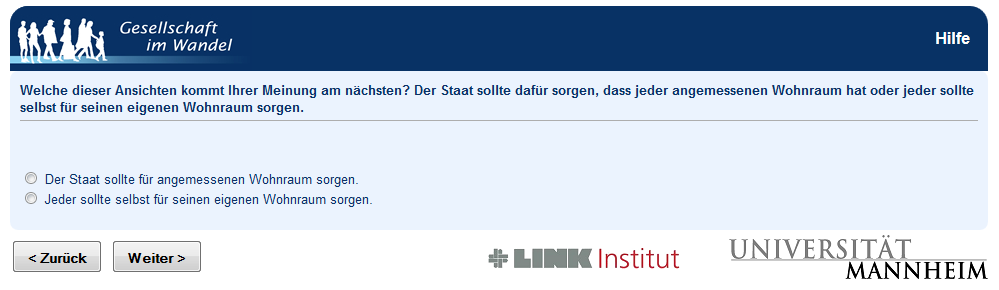 Gesellschaft
im Wandel
Hilfe
Welche dieser Ansichten kommt Ihrer Meinung am nächsten? Der Staat sollte dafür sorgen, dass jeder angemessenen Wohnraum hat oder jeder sollte
selbst für seinen eigenen Wohnraum sorgen.
Der Staat sollte für angemessenen Wohnraum sorgen.
Jeder sollte selbst für seinen eigenen Wohnraum sorgen.
< Zurück Weiter >
LINK Institut
UNIVERSITÄT
MANNHEIM